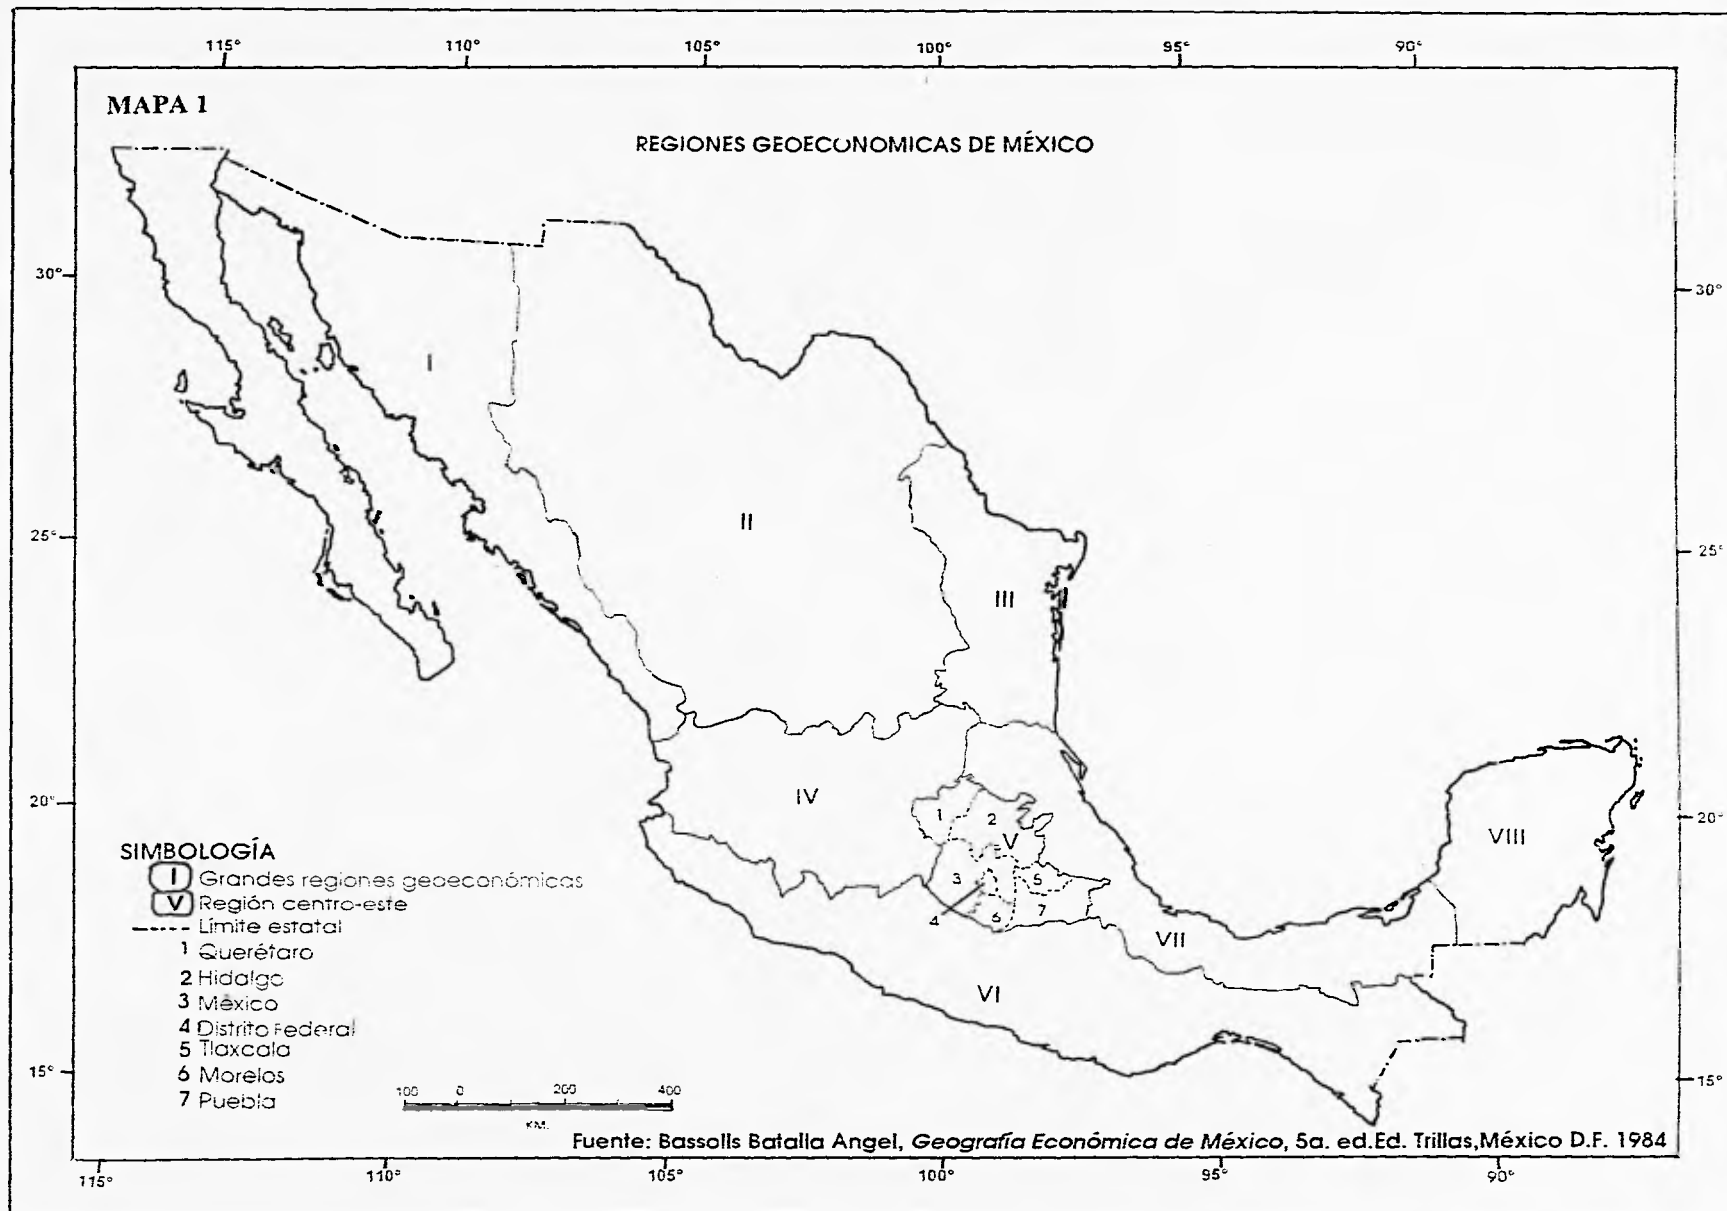 115° 110° 105° 100° 95° 90°
MAPA 1
REGIONES GEOECONOMICAS DE MÉXICO
30° 30°
I
II
25° 25°
III
IV
20° 20°
1
2
V
VIII
3
5
4
6
7
VII
VI
SIMBOLOGÍA
I Grandes regiones geoeconómicas
V Región centro-este
Límite estatal
1 Querétaro
2 Hidalgo
3 México
4 Distrito Federal
5 Tlaxcala
6 Morelos
7 Puebla
15° 15°
100 0 200 400
KM.
Fuente: Bassolls Batalla Angel, Geografía Económica de México, 5a. ed.Ed. Trillas,México D.F. 1984
115° 110° 105° 100° 95° 90°